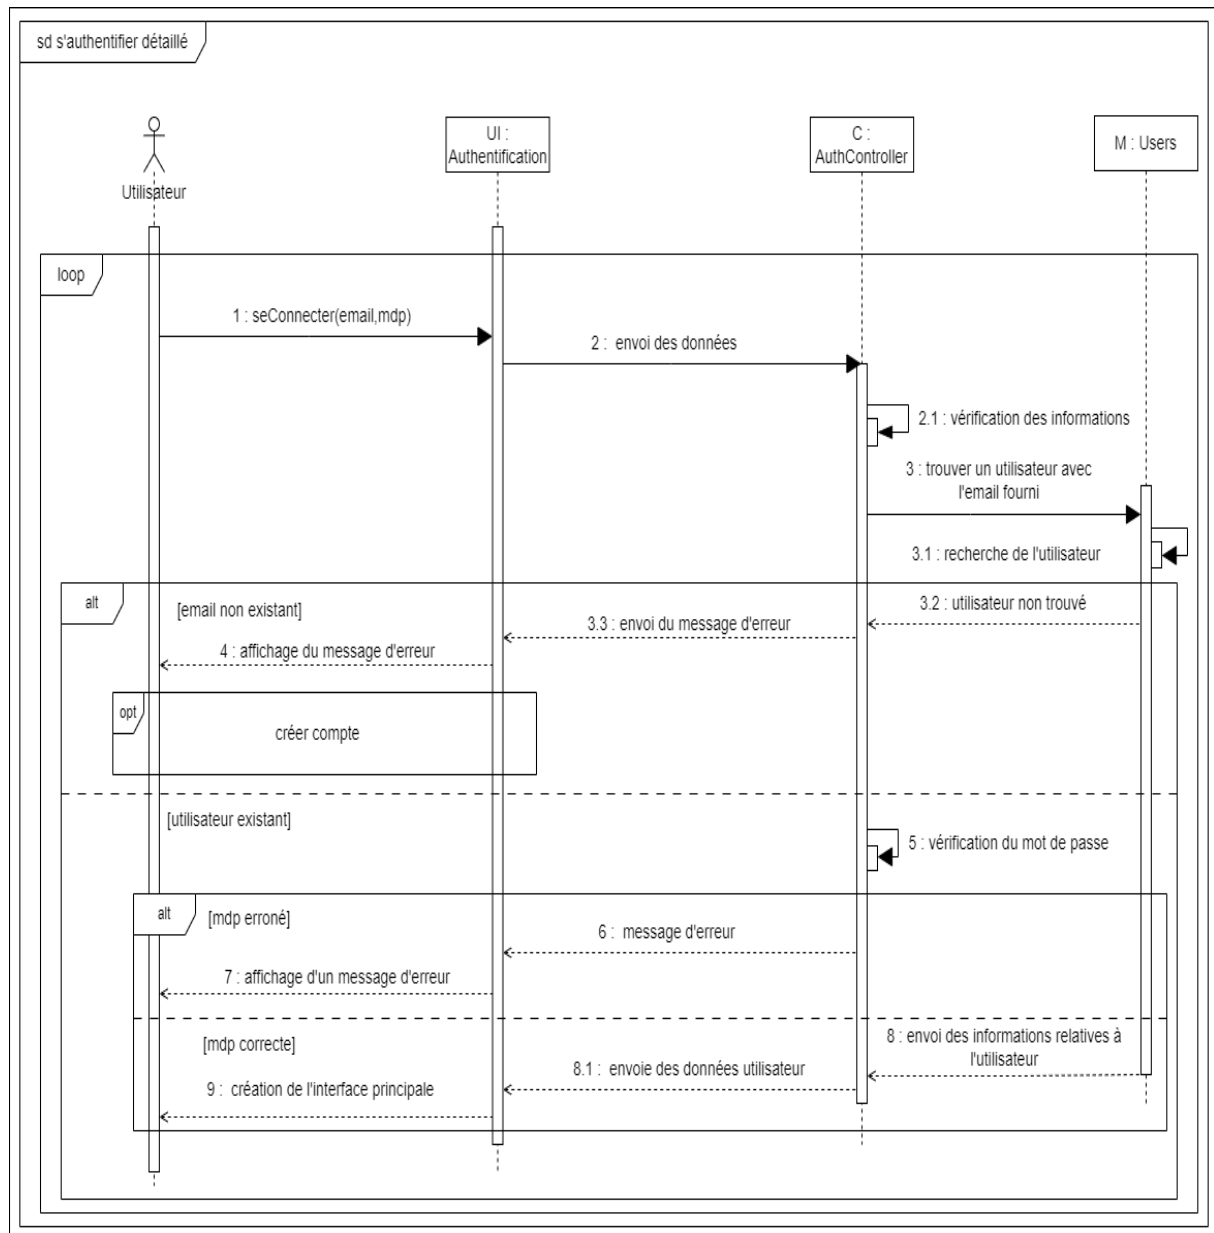 sd s'authentifier détaillé
Utilisateur
UI :
Authentification
C :
AuthController
M : Users
loop
1 : seConnecter(email,mdp)
2 :  envoi des données
2.1 : vérification des informations
3 : trouver un utilisateur avec
l'email fourni
3.1 : recherche de l'utilisateur
alt
[email non existant]
3.2 : utilisateur non trouvé
3.3 : envoi du message d'erreur
4 : affichage du message d'erreur
opt
créer compte
[utilisateur existant]
5 : vérification du mot de passe
alt
[mdp erroné]
6 :  message d'erreur
7 : affichage d'un message d'erreur
[mdp correcte]
8 : envoi des informations relatives à
l'utilisateur
8.1 :  envoie des données utilisateur
9 :  création de l'interface principale